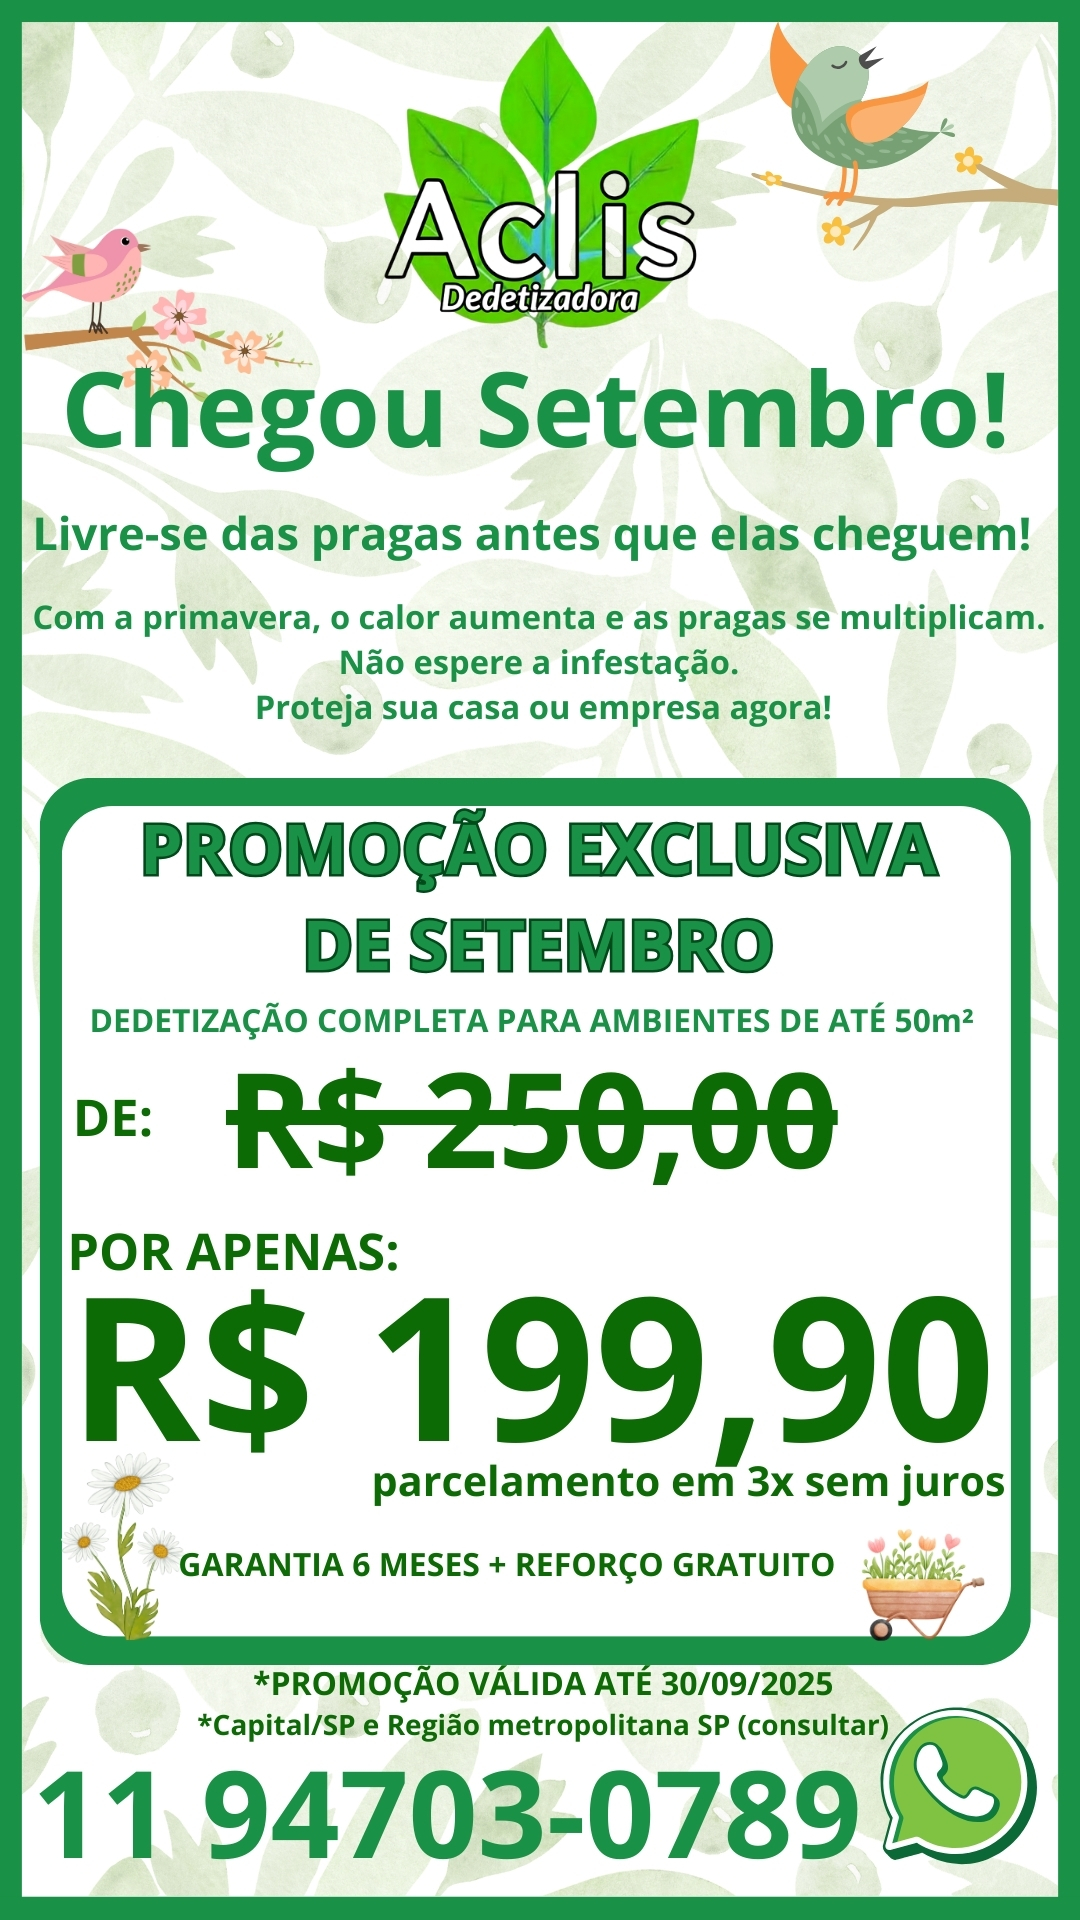 Aclis
Dedetizadora
Chegou Setembro!
Livre-se das pragas antes que elas cheguem!
Com a primavera, o calor aumenta e as pragas se multiplicam.
Não espere a infestação.
Proteja sua casa ou empresa agora!
PROMOÇÃO EXCLUSIVA
DE SETEMBRO
DEDETIZAÇÃO COMPLETA PARA AMBIENTES DE ATÉ 50m²
DE: R$ 250,00
POR APENAS:
R$ 199,90
parcelamento em 3x sem juros
GARANTIA 6 MESES + REFORÇO GRATUITO
*PROMOÇÃO VÁLIDA ATÉ 30/09/2025
*Capital/SP e Região metropolitana SP (consultar)
11 94703-0789